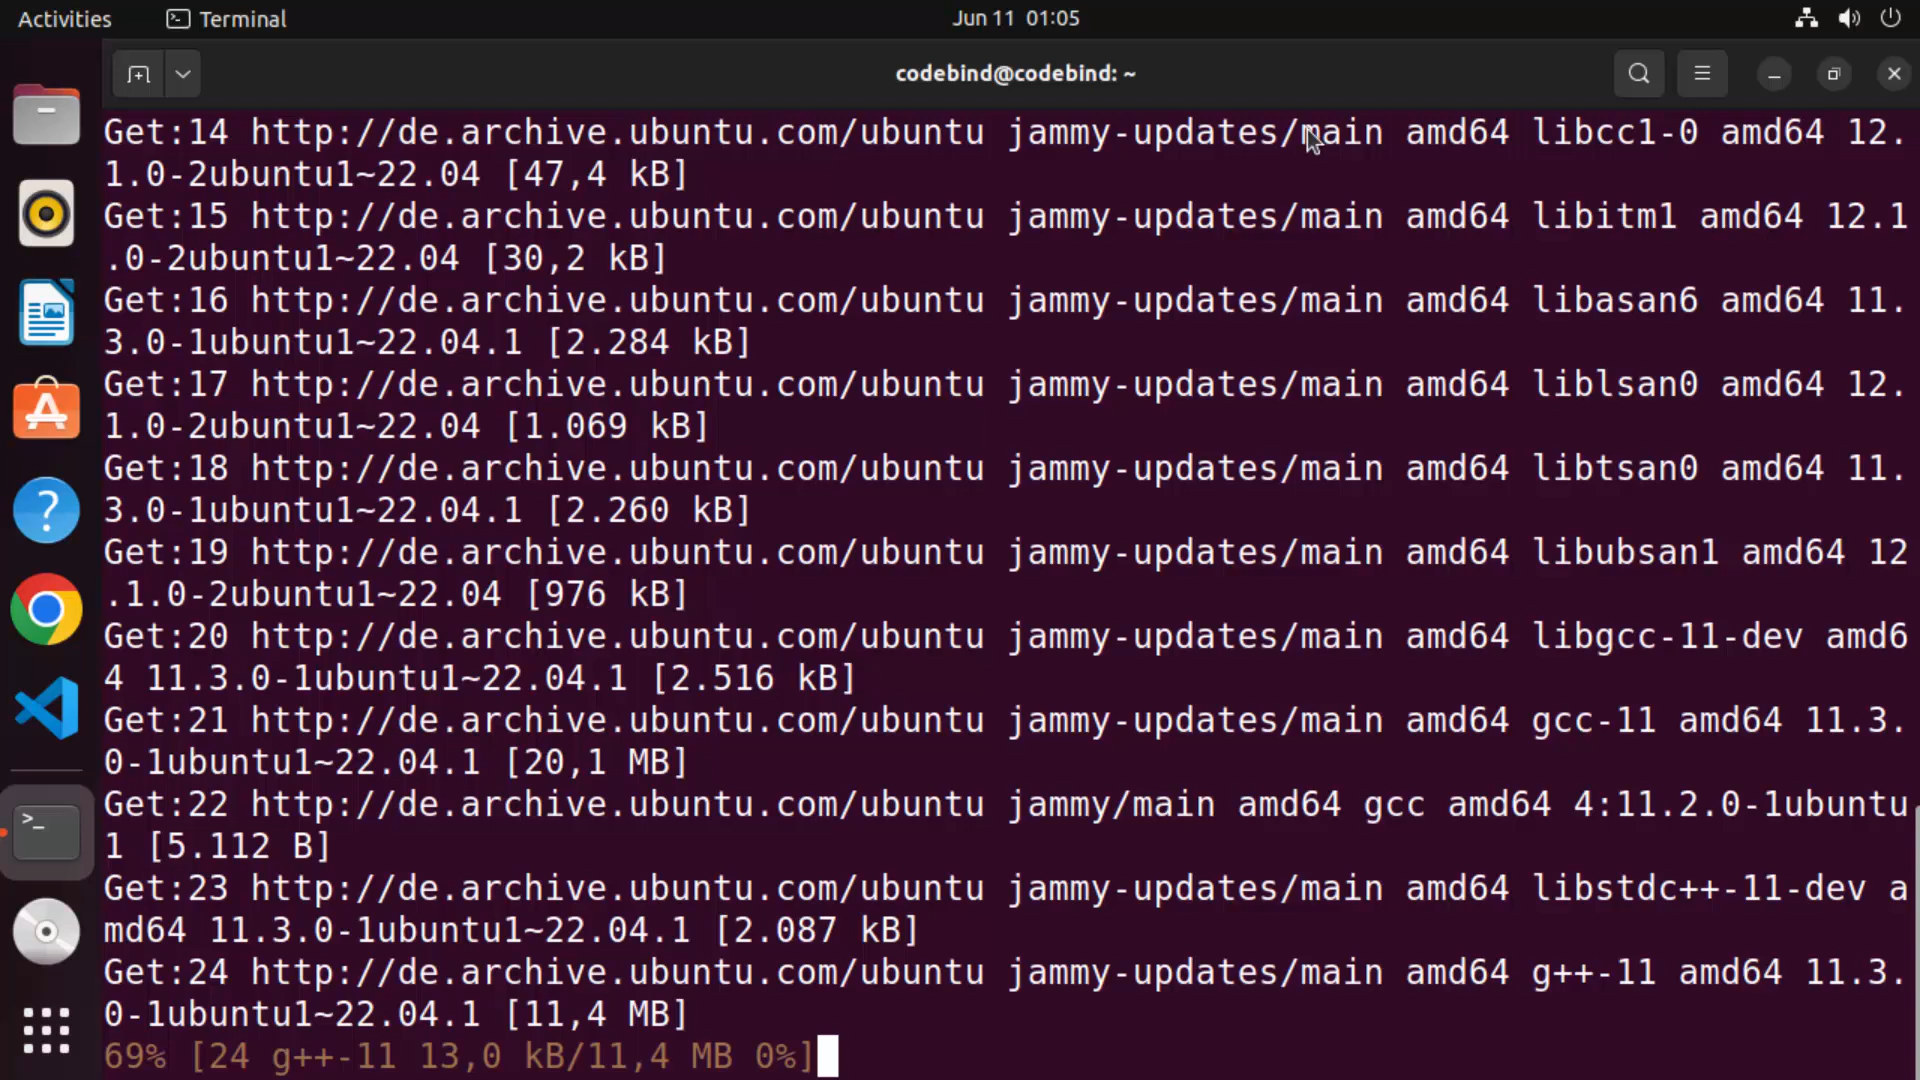 Activities
Terminal
Jun 11 01:05
codebind@codebind: ~
Get:14 http://de.archive.ubuntu.com/ubuntu jammy-updates/main amd64 libcc1-0 amd64 12.
1.0-2ubuntu1~22.04 [47,4 kB]
Get:15 http://de.archive.ubuntu.com/ubuntu jammy-updates/main amd64 libitm1 amd64 12.1
.0-2ubuntu1~22.04 [30,2 kB]
Get:16 http://de.archive.ubuntu.com/ubuntu jammy-updates/main amd64 libasan6 amd64 11.
3.0-1ubuntu1~22.04.1 [2.284 kB]
Get:17 http://de.archive.ubuntu.com/ubuntu jammy-updates/main amd64 liblsan0 amd64 12.
1.0-2ubuntu1~22.04 [1.069 kB]
Get:18 http://de.archive.ubuntu.com/ubuntu jammy-updates/main amd64 libtsan0 amd64 11.
3.0-1ubuntu1~22.04.1 [2.260 kB]
Get:19 http://de.archive.ubuntu.com/ubuntu jammy-updates/main amd64 libubsan1 amd64 12
.1.0-2ubuntu1~22.04 [976 kB]
Get:20 http://de.archive.ubuntu.com/ubuntu jammy-updates/main amd64 libgcc-11-dev amd6
4 11.3.0-1ubuntu1~22.04.1 [2.516 kB]
Get:21 http://de.archive.ubuntu.com/ubuntu jammy-updates/main amd64 gcc-11 amd64 11.3.
0-1ubuntu1~22.04.1 [20,1 MB]
Get:22 http://de.archive.ubuntu.com/ubuntu jammy/main amd64 gcc amd64 4:11.2.0-1ubuntu
1 [5.112 B]
Get:23 http://de.archive.ubuntu.com/ubuntu jammy-updates/main amd64 libstdc++-11-dev a
md64 11.3.0-1ubuntu1~22.04.1 [2.087 kB]
Get:24 http://de.archive.ubuntu.com/ubuntu jammy-updates/main amd64 g++-11 amd64 11.3.
0-1ubuntu1~22.04.1 [11,4 MB]
69% [24 g++-11 13,0 kB/11,4 MB 0%]